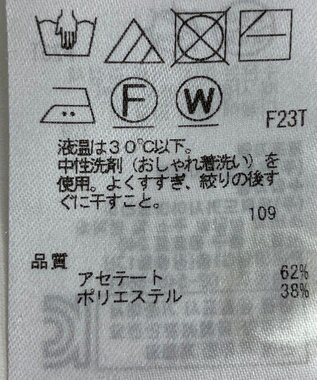 F W
F23T
液温は30℃以下。
中性洗剤（おしゃれ着洗い）を
使用。よくすすぎ、絞りの後す
ぐに干すこと。
109
品質
アセテート 62%
ポリエステル 38%